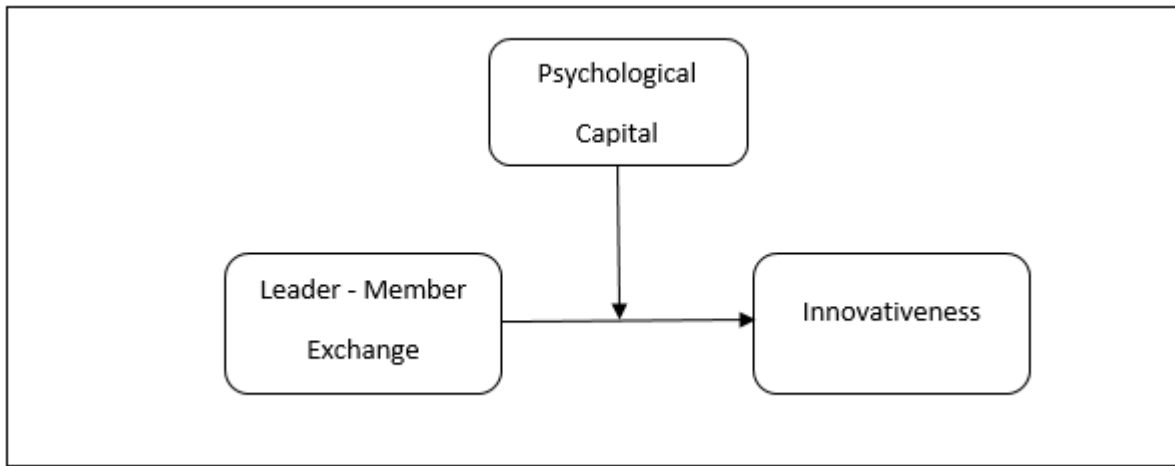 Psychological
Capital
Leader - Member
Exchange
Innovativeness